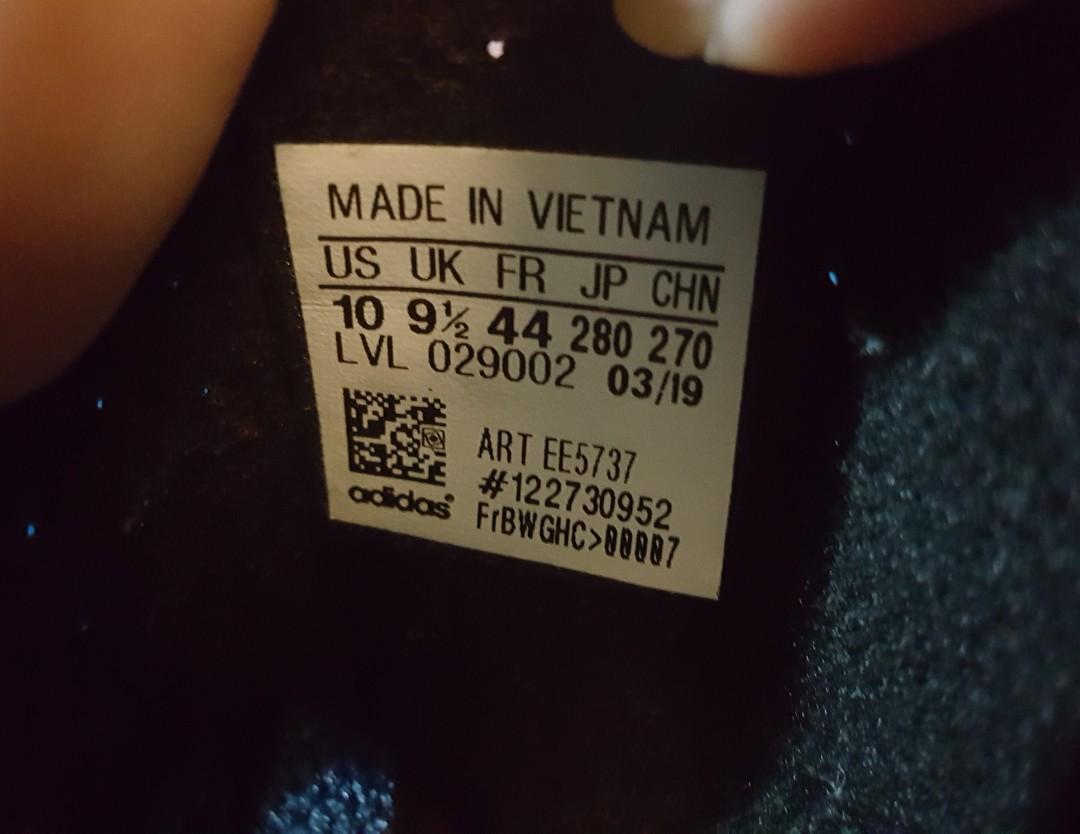 MADE IN VIETNAM
US UK FR JP CHN
10 9½ 44 280 270
LVL 029002 03/19
ART EE5737
#122730952
FrBWGHC>00007
adidas